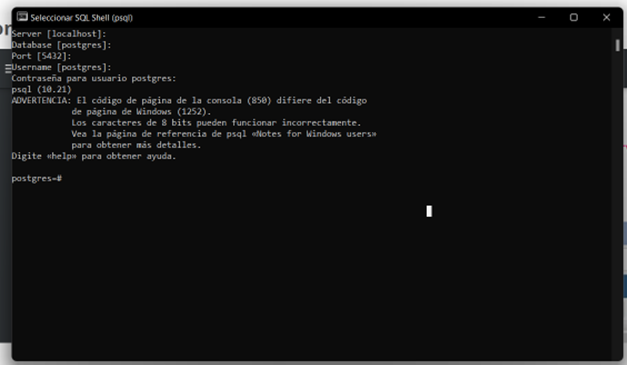 Seleccionar SQL Shell (psql)
Server [localhost]:
Database [postgres]:
Port [5432]:
Username [postgres]:
Contraseña para usuario postgres:
psql (10.21)
ADVERTENCIA: El código de página de la consola (850) difiere del código
de página de Windows (1252).
Los caracteres de 8 bits pueden funcionar incorrectamente.
Vea la página de referencia de psql «Notes for Windows users»
para obtener más detalles.
Digite «help» para obtener ayuda.
postgres=#